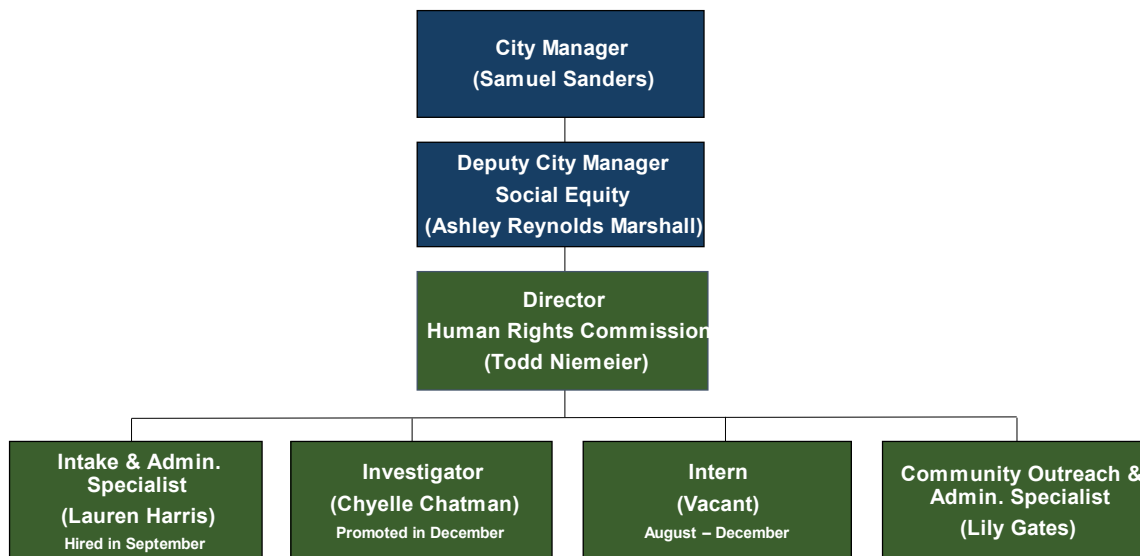 City Manager
(Samuel Sanders)
Deputy City Manager
Social Equity
(Ashley Reynolds Marshall)
Director
Human Rights Commission
(Todd Niemeier)
Intake & Admin.
Specialist
(Lauren Harris)
Hired in September
Investigator
(Chyelle Chatman)
Promoted in December
Intern
(Vacant)
August – December
Community Outreach &
Admin. Specialist
(Lily Gates)